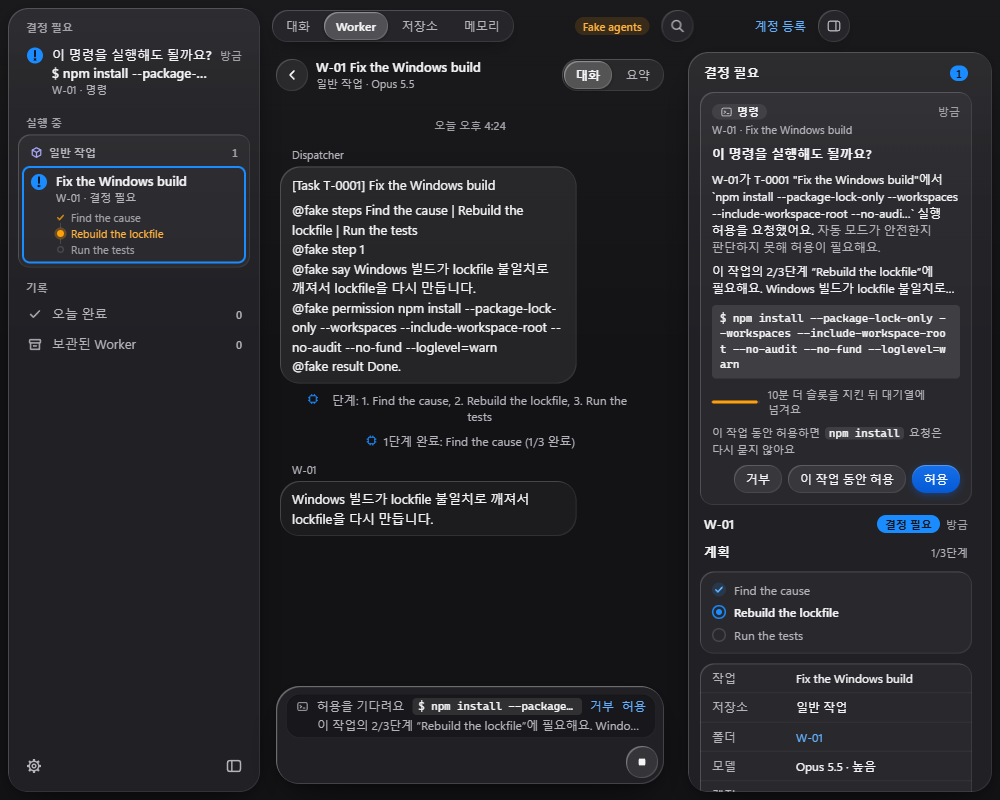 결정 필요
이 명령을 실행해도 될까요? 방금
$ npm install --package-...
W-01 · 명령
실행 중
일반 작업 1
Fix the Windows build
W-01 · 결정 필요
Find the cause
Rebuild the lockfile
Run the tests
기록
오늘 완료 0
보관된 Worker 0
대화 Worker 저장소 메모리
Fake agents
계정 등록
W-01 Fix the Windows build
일반 작업 · Opus 5.5
대화 요약
오늘 오후 4:24
Dispatcher
[Task T-0001] Fix the Windows build
@fake steps Find the cause | Rebuild the
lockfile | Run the tests
@fake step 1
@fake say Windows 빌드가 lockfile 불일치로
깨져서 lockfile을 다시 만듭니다.
@fake permission npm install --package-lock-
only --workspaces --include-workspace-root --
no-audit --no-fund --loglevel=warn
@fake result Done.
단계: 1. Find the cause, 2. Rebuild the lockfile, 3. Run the
tests
1단계 완료: Find the cause (1/3 완료)
W-01
Windows 빌드가 lockfile 불일치로 깨져서
lockfile을 다시 만듭니다.
허용을 기다려요 $ npm install --package… 거부 허용
이 작업의 2/3단계 “Rebuild the lockfile”에 필요해요. Windo...
결정 필요 1
명령 방금
W-01 · Fix the Windows build
이 명령을 실행해도 될까요?
W-01가 T-0001 "Fix the Windows build"에서
`npm install --package-lock-only --workspaces
--include-workspace-root --no-audi...` 실행
허용을 요청했어요. 자동 모드가 안전한지
판단하지 못해 허용이 필요해요.
이 작업의 2/3단계 “Rebuild the lockfile”에
필요해요. Windows 빌드가 lockfile 불일치로...
$ npm install --package-lock-only -
-workspaces --include-workspace-roo
t --no-audit --no-fund --loglevel=w
arn
10분 더 슬롯을 지킨 뒤 대기열에
넘겨요
이 작업 동안 허용하면 npm install 요청은
다시 묻지 않아요
거부 이 작업 동안 허용 허용
W-01 결정 필요 방금
계획 1/3단계
Find the cause
Rebuild the lockfile
Run the tests
작업 Fix the Windows build
저장소 일반 작업
폴더 W-01
모델 Opus 5.5 · 높음